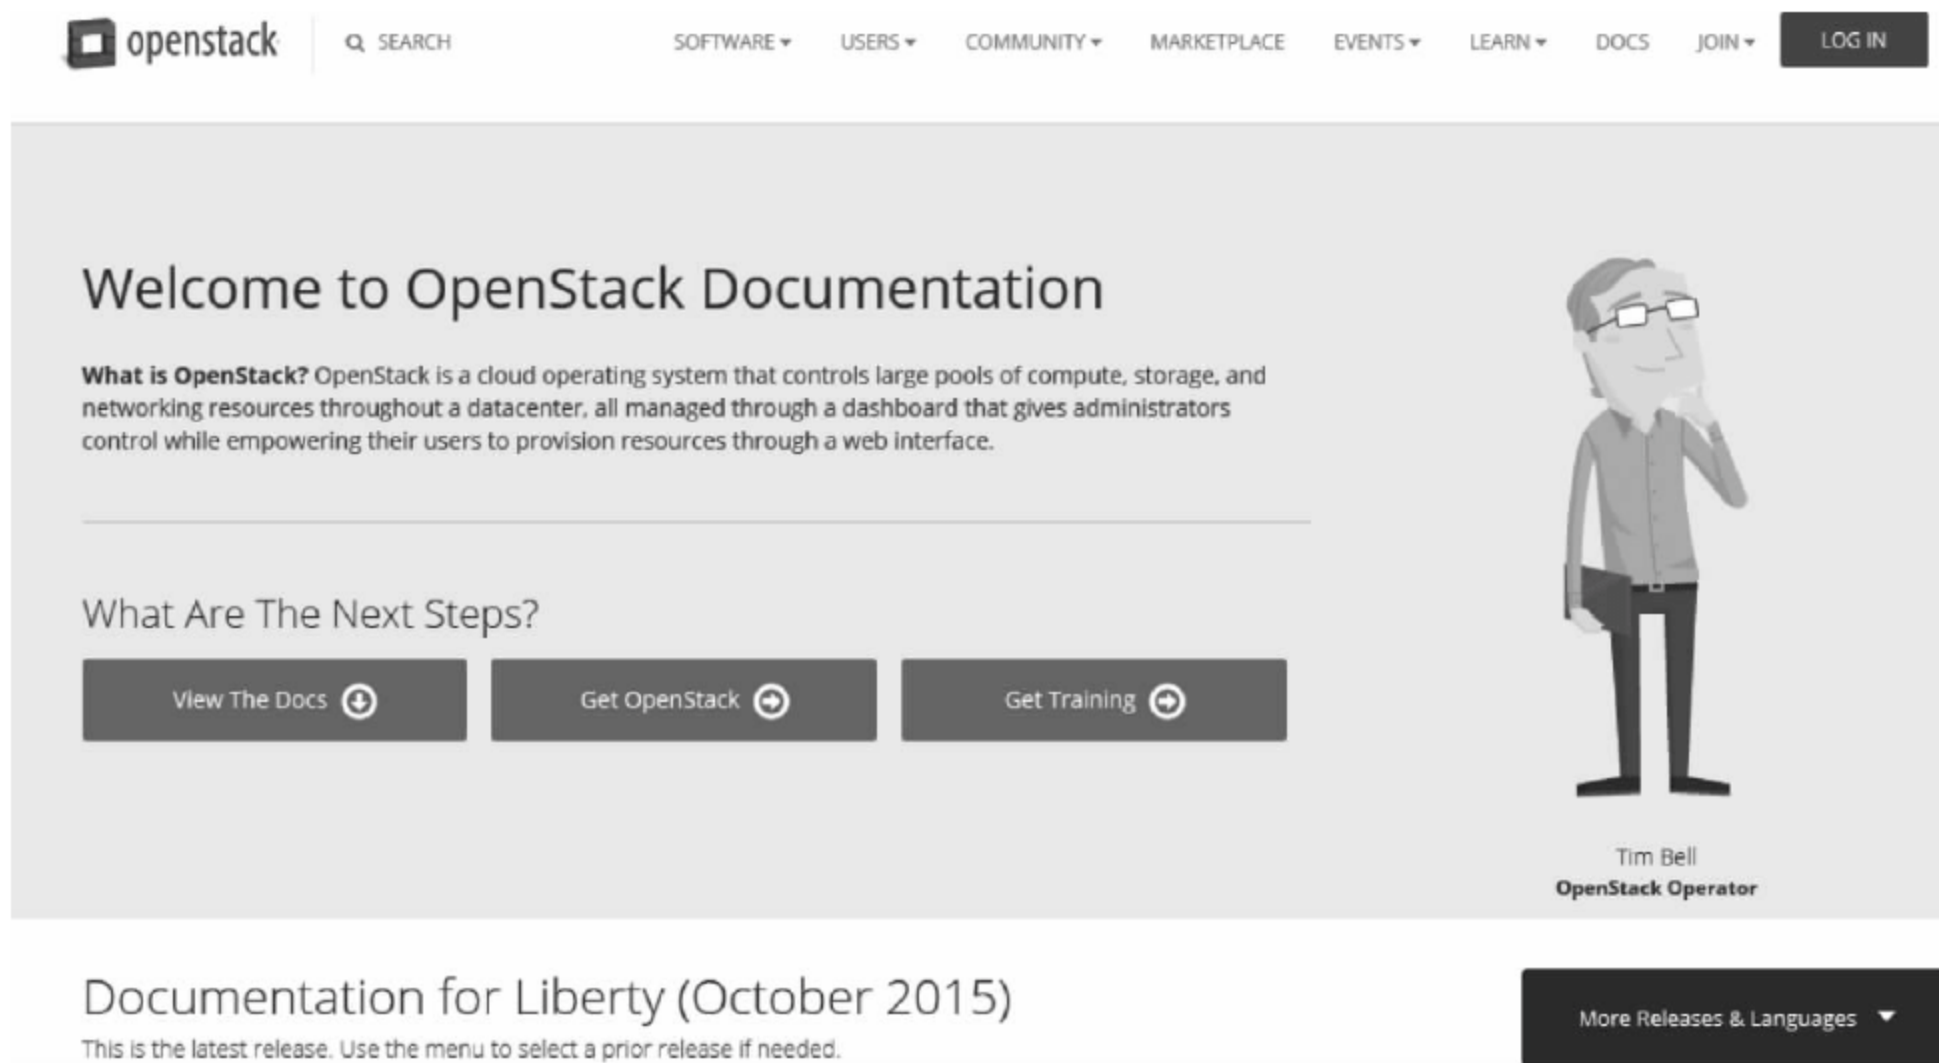 openstack
SEARCH
SOFTWARE
USERS
COMMUNITY
MARKETPLACE
EVENTS
LEARN
DOCS
JOIN
LOG IN
Welcome to OpenStack Documentation
What is OpenStack? OpenStack is a cloud operating system that controls large pools of compute, storage, and
networking resources throughout a datacenter, all managed through a dashboard that gives administrators
control while empowering their users to provision resources through a web interface.
What Are The Next Steps?
View The Docs
Get OpenStack
Get Training
Tim Bell
OpenStack Operator
Documentation for Liberty (October 2015)
This is the latest release. Use the menu to select a prior release if needed.
More Releases & Languages